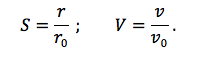 S = r/r₀ ;  V = v/v₀ .